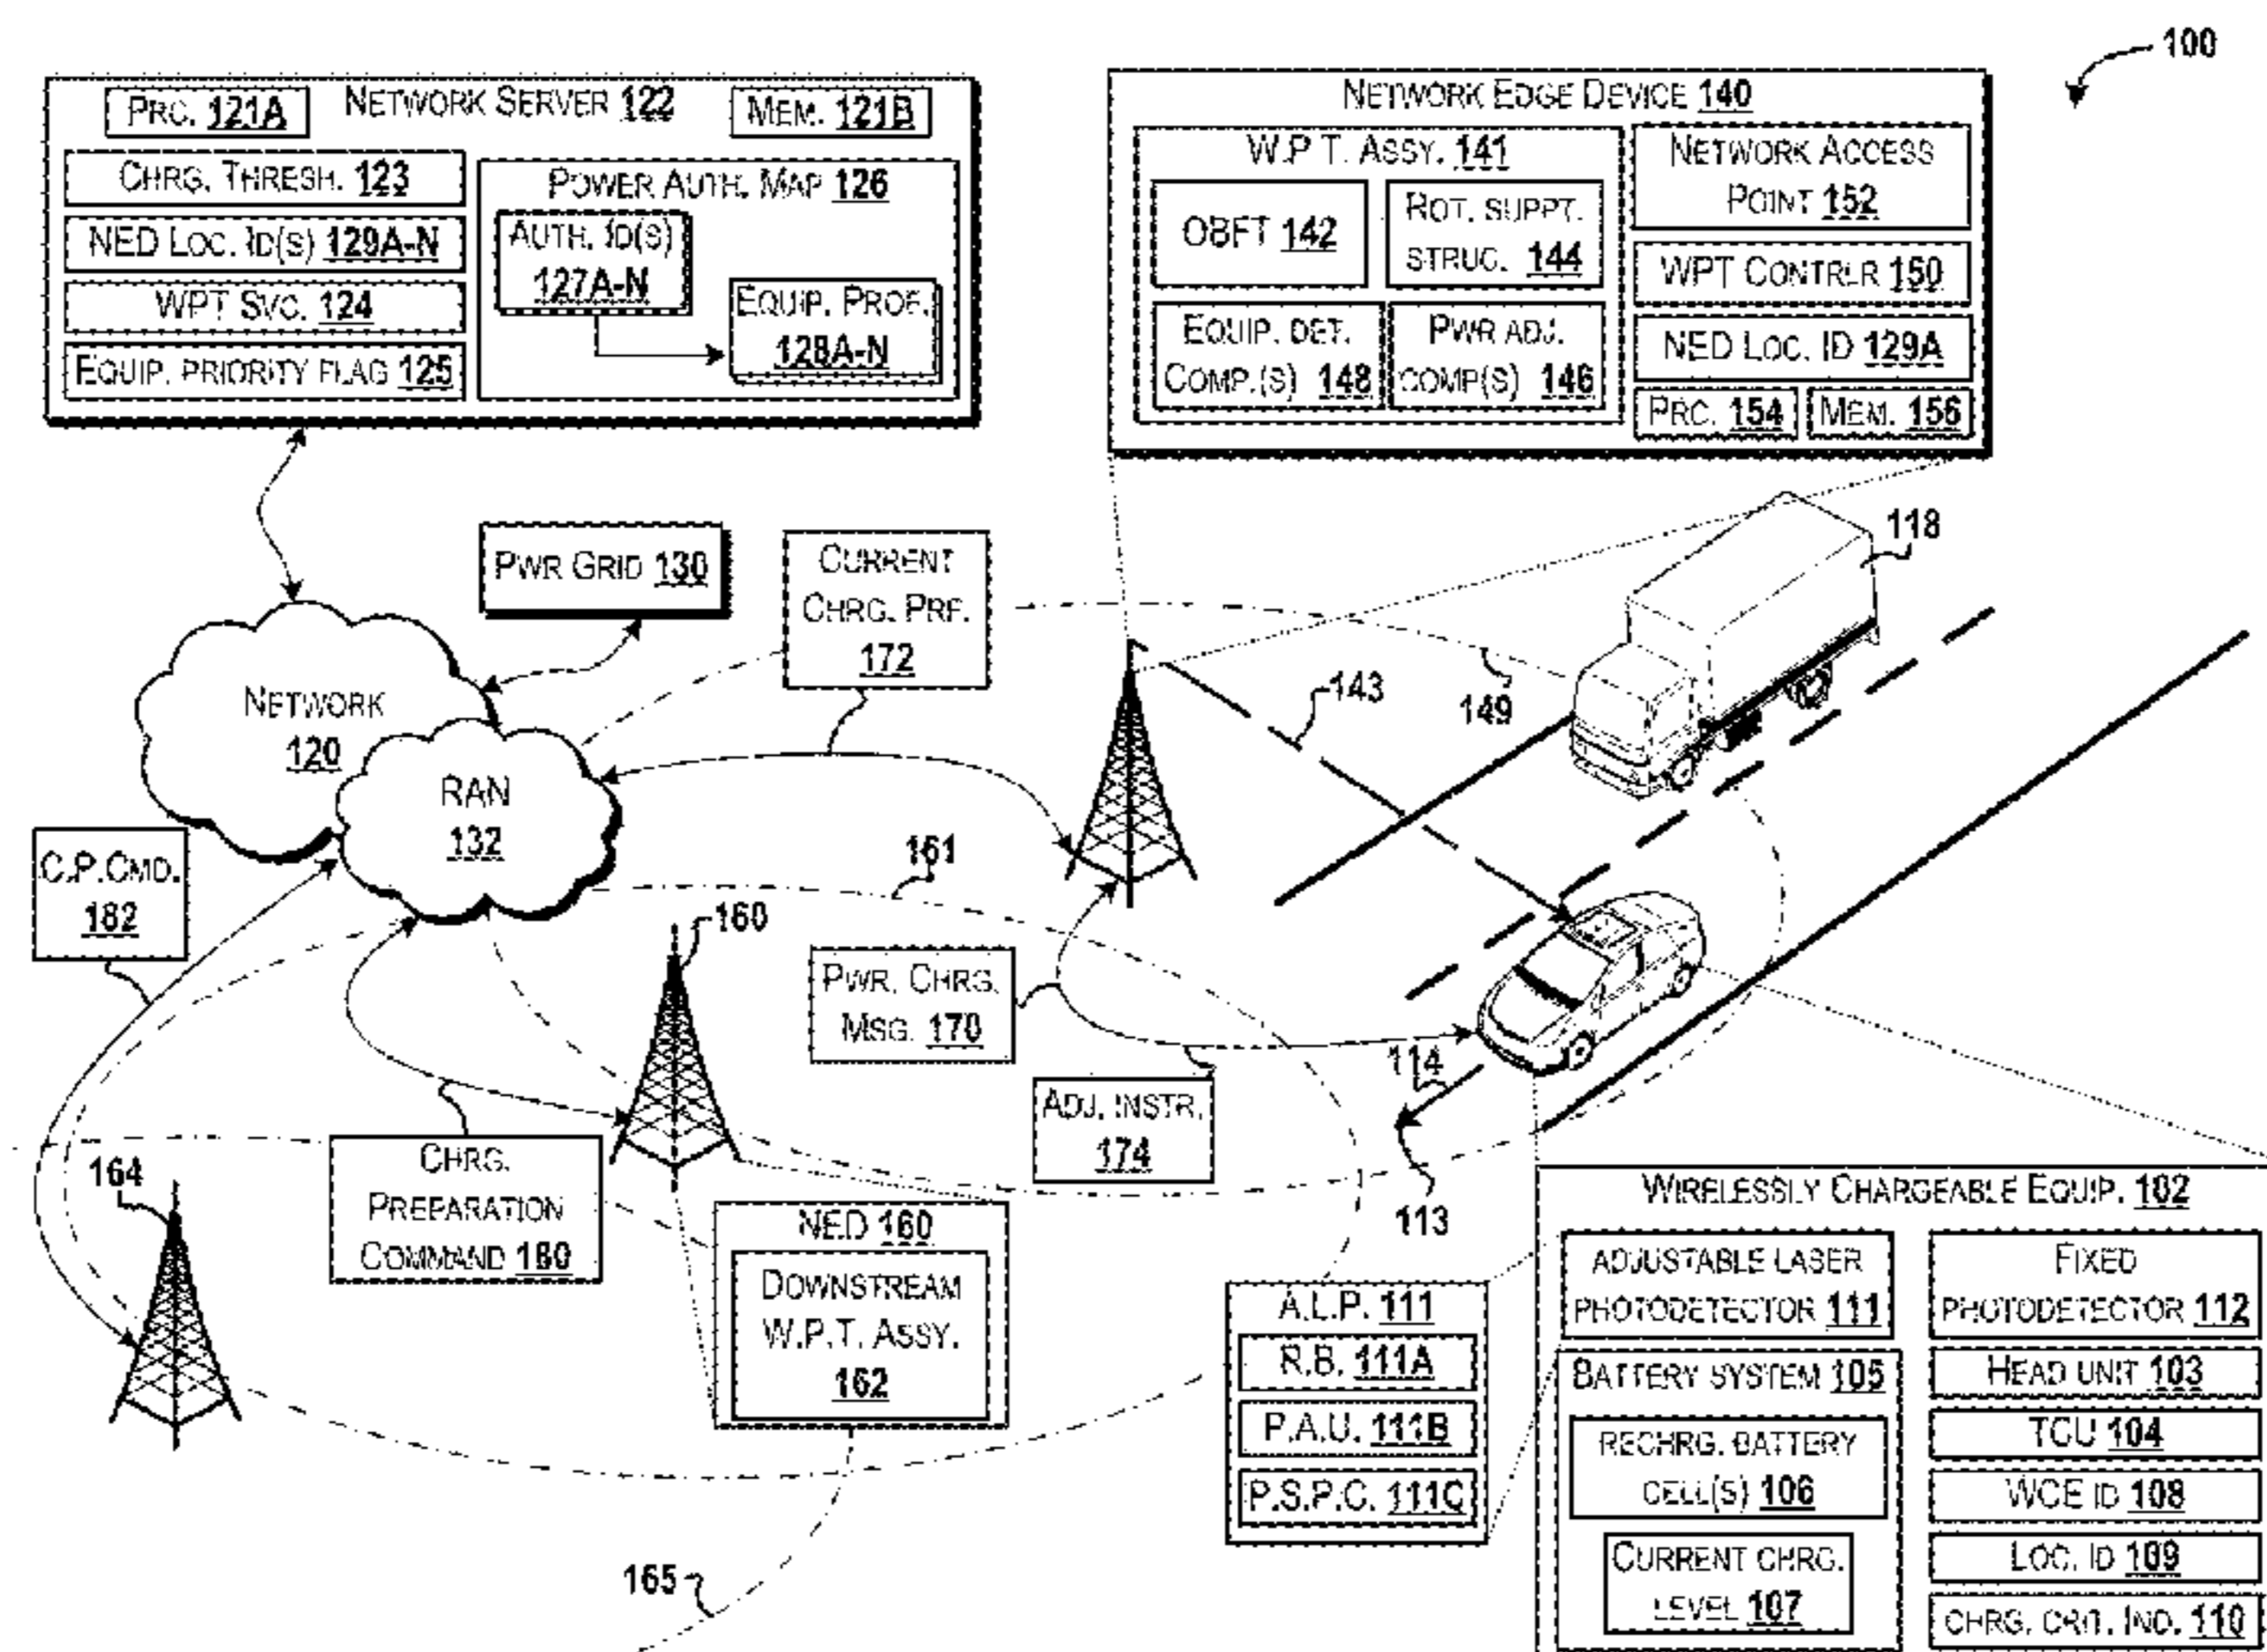 100
NETWORK SERVER 122
PRC. 121A
MEM. 121B
CHRG. THRESH. 123
NED LOC. ID(S) 129A-N
WPT SVC. 124
EQUIP. PRIORITY FLAG 125
POWER AUTH. MAP 126
AUTH. ID(S)
127A-N
EQUIP. PROF.
128A-N
NETWORK EDGE DEVICE 140
W.P.T. ASSY. 141
OBFT 142
ROT. SUPPT.
STRUC. 144
EQUIP. DET.
COMP.(S) 148
PWR ADJ.
COMP(S) 146
NETWORK ACCESS
POINT 152
WPT CONTRLR 150
NED LOC. ID 129A
PRC. 154
MEM. 156
118
PWR GRID 130
CURRENT
CHRG. PRF.
172
143
149
NETWORK
120
RAN
132
C.P.CMD.
182
161
160
PWR. CHRG.
MSG. 170
114
ADJ. INSTR.
174
113
164
CHRG.
PREPARATION
COMMAND 180
NED 160
DOWNSTREAM
W.P.T. ASSY.
162
165
A.L.P. 111
R.B. 111A
P.A.U. 111B
P.S.P.C. 111C
WIRELESSLY CHARGEABLE EQUIP. 102
ADJUSTABLE LASER
PHOTODETECTOR 111
FIXED
PHOTODETECTOR 112
BATTERY SYSTEM 105
RECHRG. BATTERY
CELL(S) 106
CURRENT CHRG.
LEVEL 107
HEAD UNIT 103
TCU 104
WCE ID 108
LOC. ID 109
CHRG. CRIT. IND. 110